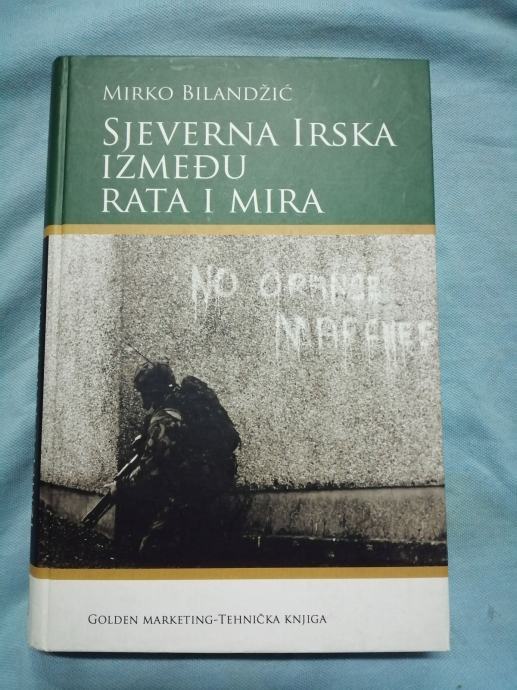 MIRKO BILANDŽIĆ
SJEVERNA IRSKA
IZMEĐU
RATA I MIRA
NO ORANGE
MARCHES
GOLDEN MARKETING-TEHNIČKA KNJIGA